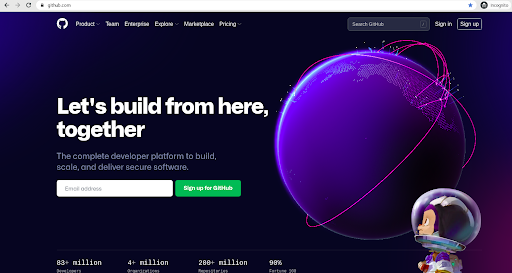 github.com
Incognito
Product
Team
Enterprise
Explore
Marketplace
Pricing
Search GitHub
/
Sign in
Sign up
Let's build from here,
together
The complete developer platform to build,
scale, and deliver secure software.
Email address
Sign up for GitHub
83+ million
Developers
4+ million
Organizations
200+ million
Repositories
90%
Fortune 100